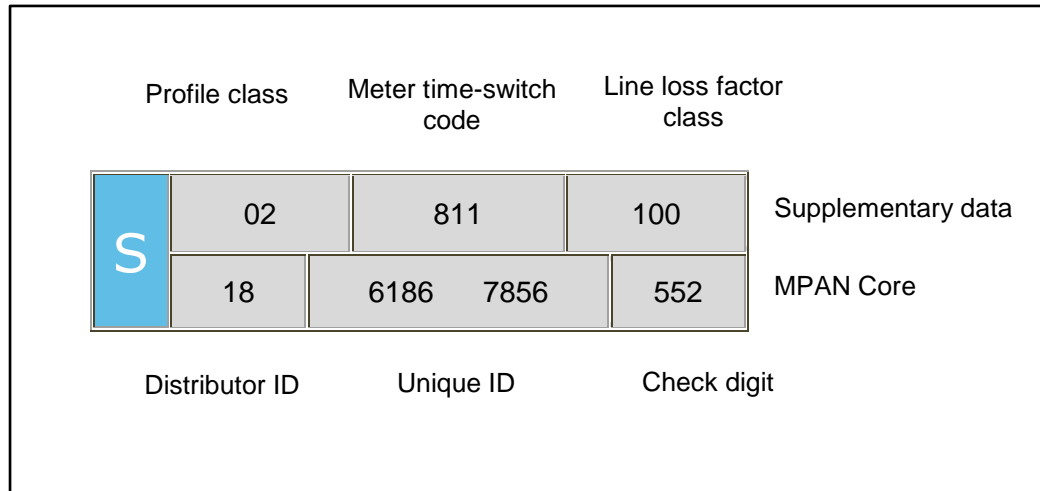 Profile class
Meter time-switch
code
Line loss factor
class
S
02 811 100 Supplementary data
18 6186 7856 552 MPAN Core
Distributor ID Unique ID Check digit